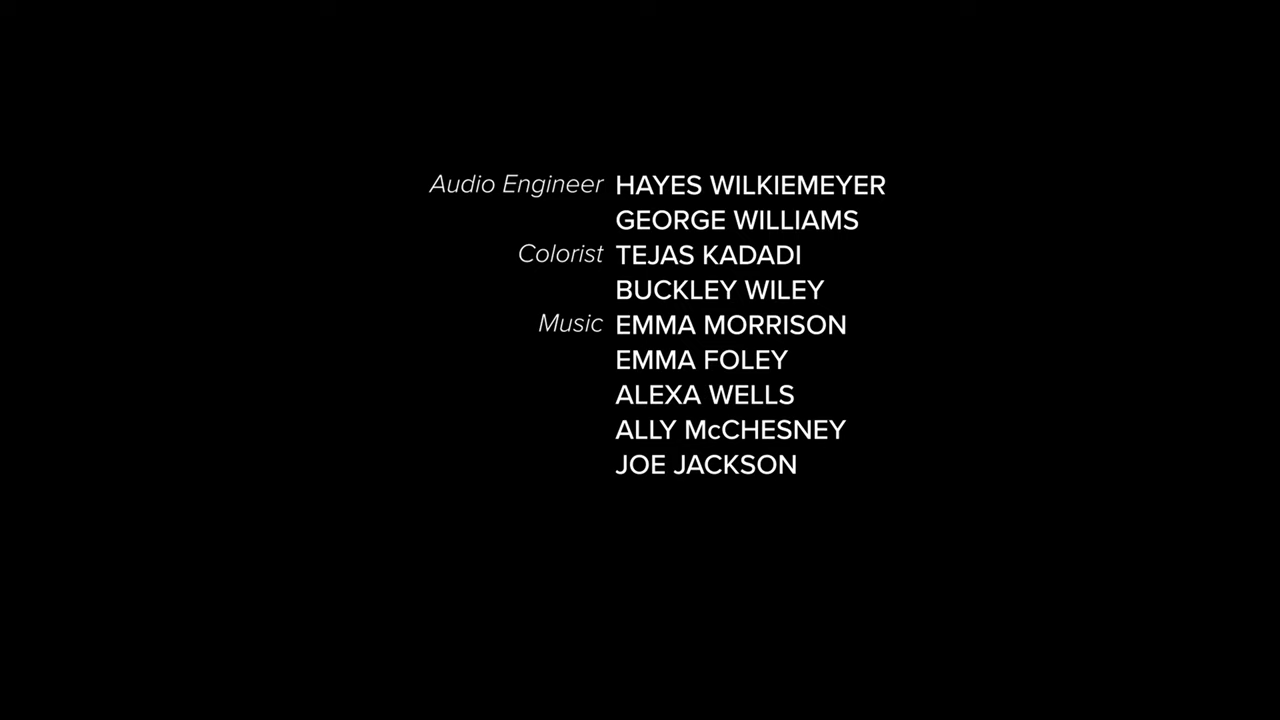 Audio Engineer HAYES WILKIEMEYER
GEORGE WILLIAMS
Colorist TEJAS KADADI
BUCKLEY WILEY
Music EMMA MORRISON
EMMA FOLEY
ALEXA WELLS
ALLY McCHESNEY
JOE JACKSON